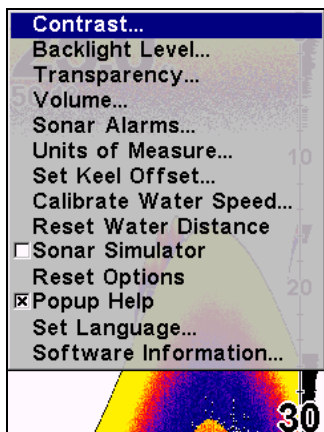 Contrast...
Backlight Level...
Transparency...
Volume...
Sonar Alarms...
Units of Measure...
10
Set Keel Offset...
Calibrate Water Speed...
Reset Water Distance
Sonar Simulator
Reset Options
20
Popup Help
Set Language...
Software Information...
30